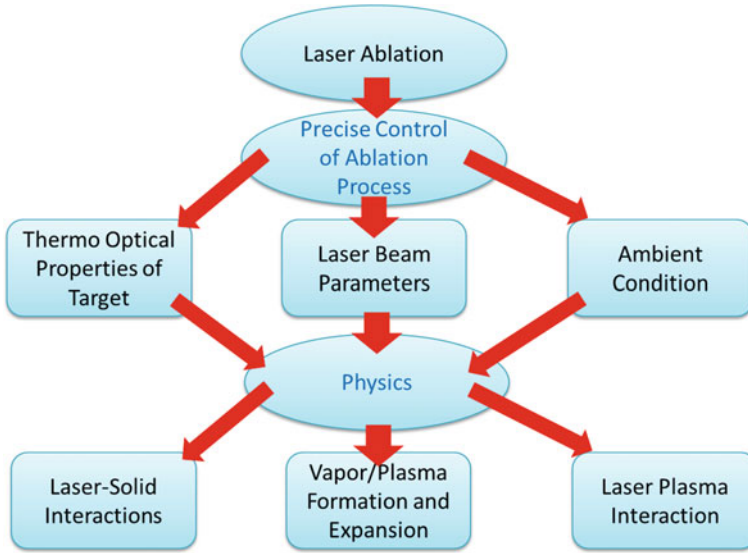 Laser Ablation
Precise Control
of Ablation
Process
Thermo Optical
Properties of
Target
Laser Beam
Parameters
Ambient
Condition
Physics
Laser-Solid
Interactions
Vapor/Plasma
Formation and
Expansion
Laser Plasma
Interaction